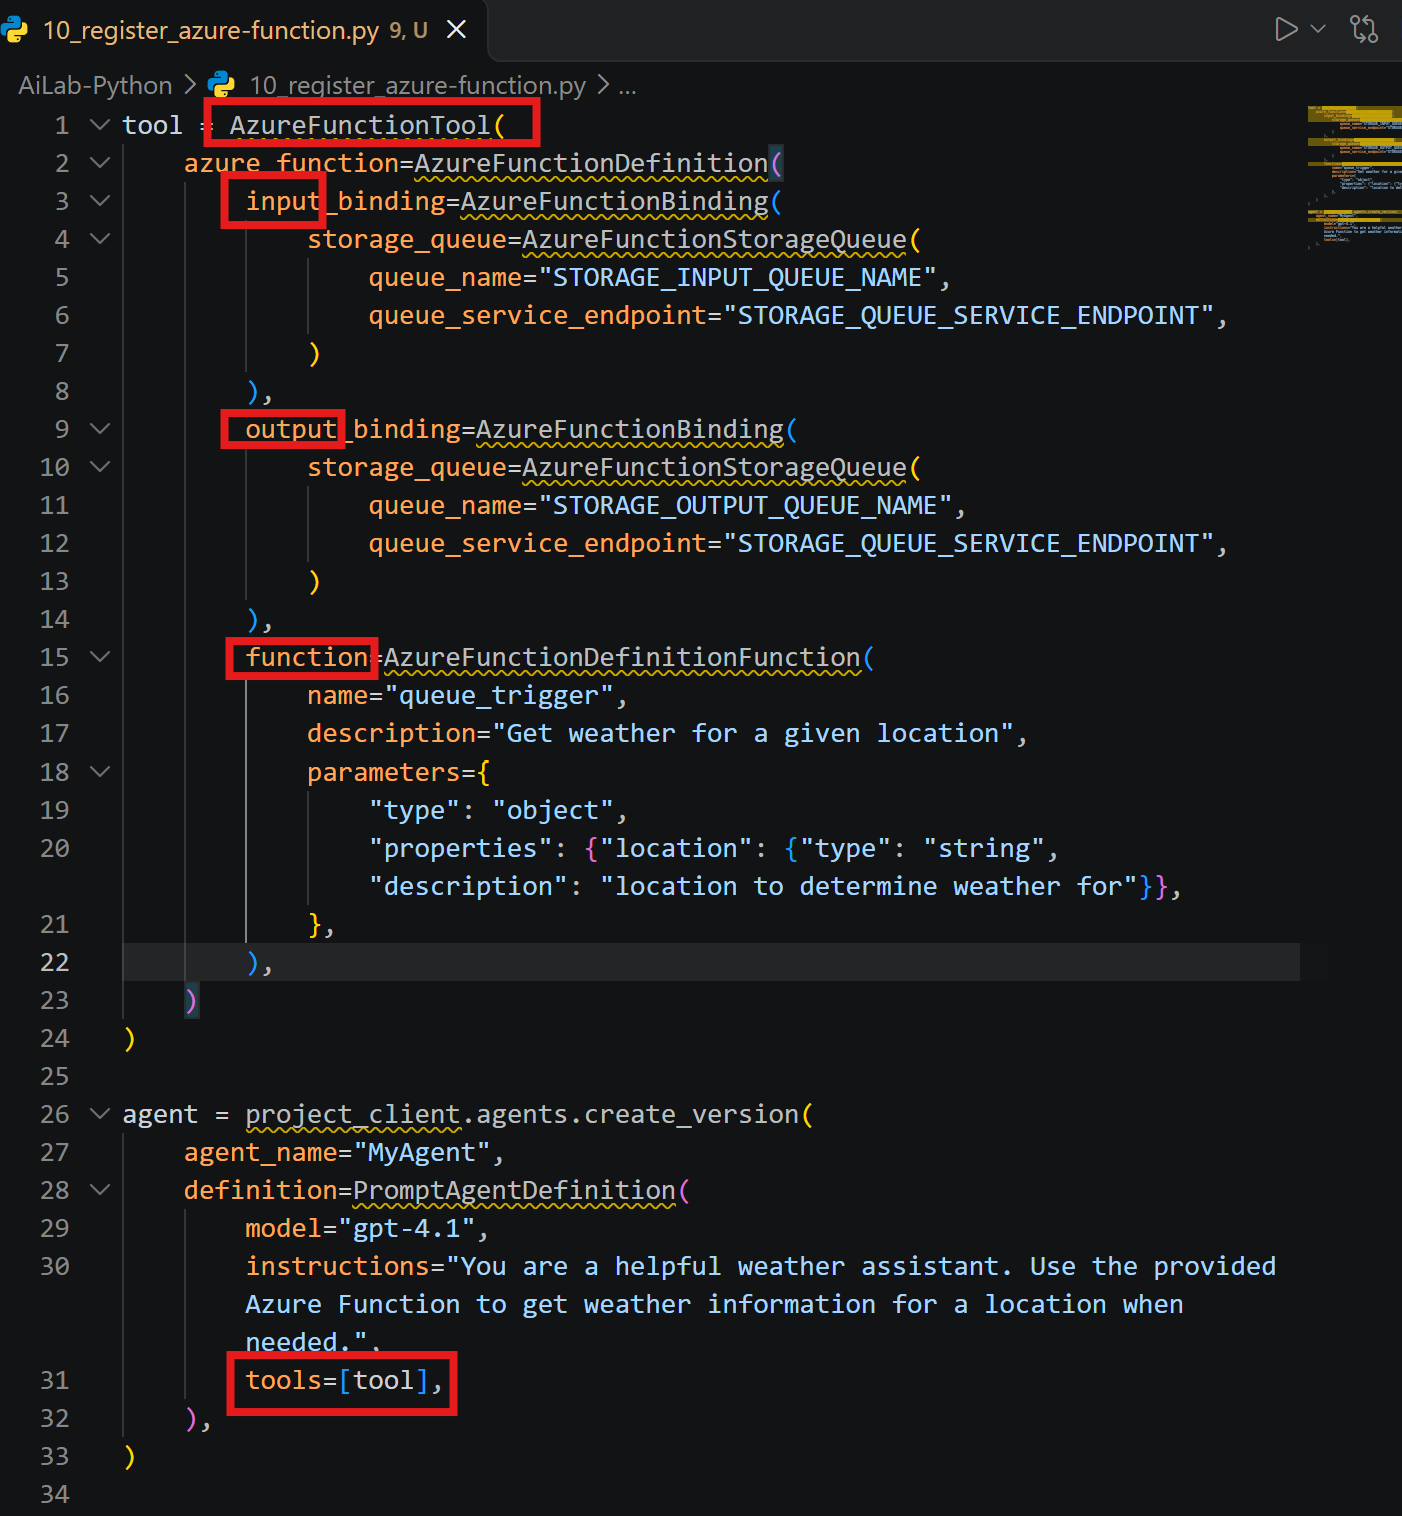 10_register_azure-function.py 9, U
AiLab-Python > 10_register_azure-function.py > ...
1 tool = AzureFunctionTool(
2     azure_function=AzureFunctionDefinition(
3         input_binding=AzureFunctionBinding(
4             storage_queue=AzureFunctionStorageQueue(
5                 queue_name="STORAGE_INPUT_QUEUE_NAME",
6                 queue_service_endpoint="STORAGE_QUEUE_SERVICE_ENDPOINT",
7             )
8         ),
9         output_binding=AzureFunctionBinding(
10             storage_queue=AzureFunctionStorageQueue(
11                 queue_name="STORAGE_OUTPUT_QUEUE_NAME",
12                 queue_service_endpoint="STORAGE_QUEUE_SERVICE_ENDPOINT",
13             )
14         ),
15         function=AzureFunctionDefinitionFunction(
16             name="queue_trigger",
17             description="Get weather for a given location",
18             parameters={
19                 "type": "object",
20                 "properties": {"location": {"type": "string",
                "description": "location to determine weather for"}},
21             },
22         ),
23     )
24 )
25
26 agent = project_client.agents.create_version(
27     agent_name="MyAgent",
28     definition=PromptAgentDefinition(
29         model="gpt-4.1",
30         instructions="You are a helpful weather assistant. Use the provided
        Azure Function to get weather information for a location when
        needed.",
31         tools=[tool],
32     ),
33 )
34